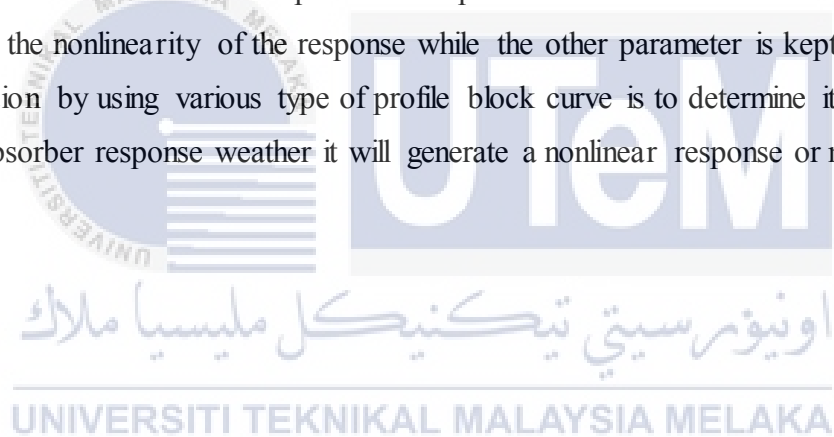 the nonlinearity of the response while the other parameter is kept
ion by using various type of profile block curve is to determine it
sorber response weather it will generate a nonlinear response or
UTeM
اونيۏرسيتي تيكنيكل مليسيا ملاك
UNIVERSITI TEKNIKAL MALAYSIA MELAKA